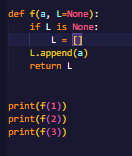 def f(a, L=None):
    if L is None:
        L = []
    L.append(a)
    return L
print(f(1))
print(f(2))
print(f(3))